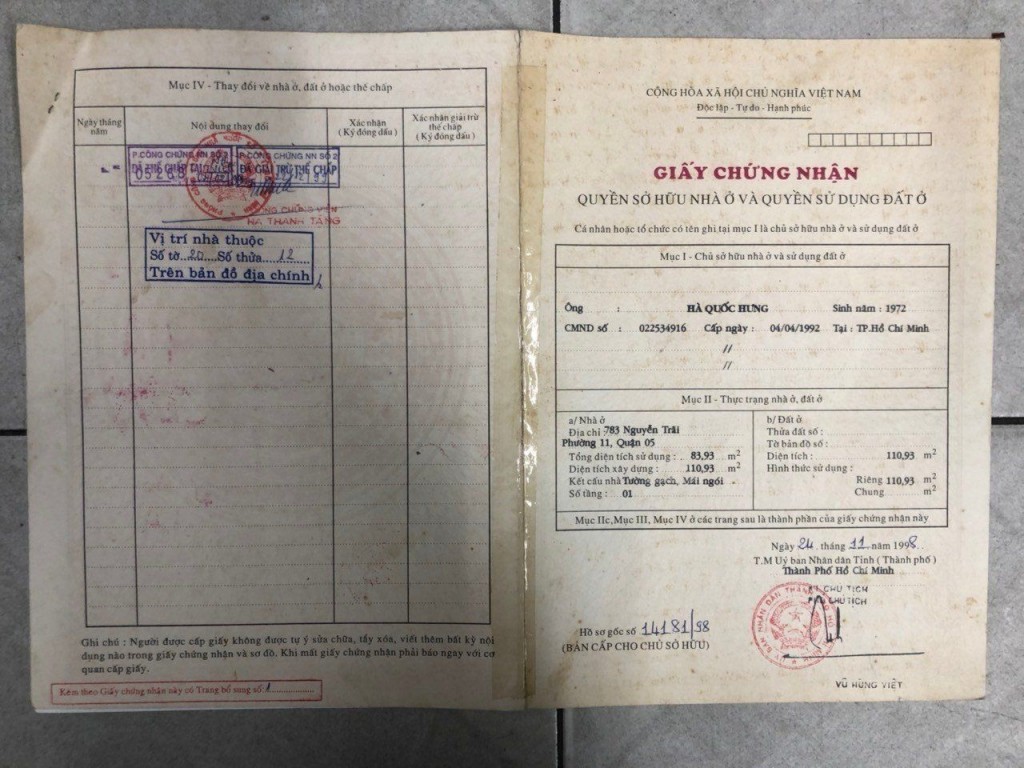 Mục IV - Thay đổi về nhà ở, đất ở hoặc thế chấp
Ngày tháng năm
Nội dung thay đổi
Xác nhận (Ký đóng dấu)
Xác nhận giải trừ thế chấp (Ký đóng dấu)
P.CÔNG CHỨNG NN SỐ 2
ĐÃ THẾ CHẤP TẠI
P.CÔNG CHỨNG NN SỐ 2
ĐÃ GIẢI TRỪ THẾ CHẤP
HÀ THANH TÙNG
Vị trí nhà thuộc
Số tờ..20...Số thửa...12....
Trên bản đồ địa chính
Ghi chú : Người được cấp giấy không được tự ý sửa chữa, tẩy xóa, viết thêm bất kỳ nội
dung nào trong giấy chứng nhận và sơ đồ. Khi mất giấy chứng nhận phải báo ngay với cơ
quan cấp giấy.
Kèm theo Giấy chứng nhận này có Trang bổ sung số: 1
CỘNG HÒA XÃ HỘI CHỦ NGHĨA VIỆT NAM
Độc lập - Tự do - Hạnh phúc
GIẤY CHỨNG NHẬN
QUYỀN SỞ HỮU NHÀ Ở VÀ QUYỀN SỬ DỤNG ĐẤT Ở
Cá nhân hoặc tổ chức có tên ghi tại mục I là chủ sở hữu nhà ở và sử dụng đất ở
Mục I - Chủ sở hữu nhà ở và sử dụng đất ở
Ông : HÀ QUỐC HƯNG Sinh năm : 1972
CMND số : 022534916 Cấp ngày : 04/04/1992 Tại : TP.Hồ Chí Minh
//
//
Mục II - Thực trạng nhà ở, đất ở
a/ Nhà ở
Địa chỉ : 783 Nguyễn Trãi
Phường 11, Quận 05
Tổng diện tích sử dụng : 83,93 m²
Diện tích xây dựng : 110,93 m²
Kết cấu nhà : Tường gạch, Mái ngói
Số tầng : 01
b/ Đất ở
Thửa đất số :
Tờ bản đồ số :
Diện tích : 110,93 m²
Hình thức sử dụng :
Riêng 110,93 m²
Chung m²
Mục IIc, Mục III, Mục IV ở các trang sau là thành phần của giấy chứng nhận này
Ngày 24 tháng 11 năm 1998
T.M Uỷ ban Nhân dân Tỉnh ( Thành phố )
Thành Phố Hồ Chí Minh
CHỦ TỊCH
CHỦ TỊCH
Hồ sơ gốc số 14181/98
(BẢN CẤP CHO CHỦ SỞ HỮU)
VŨ HÙNG VIỆT